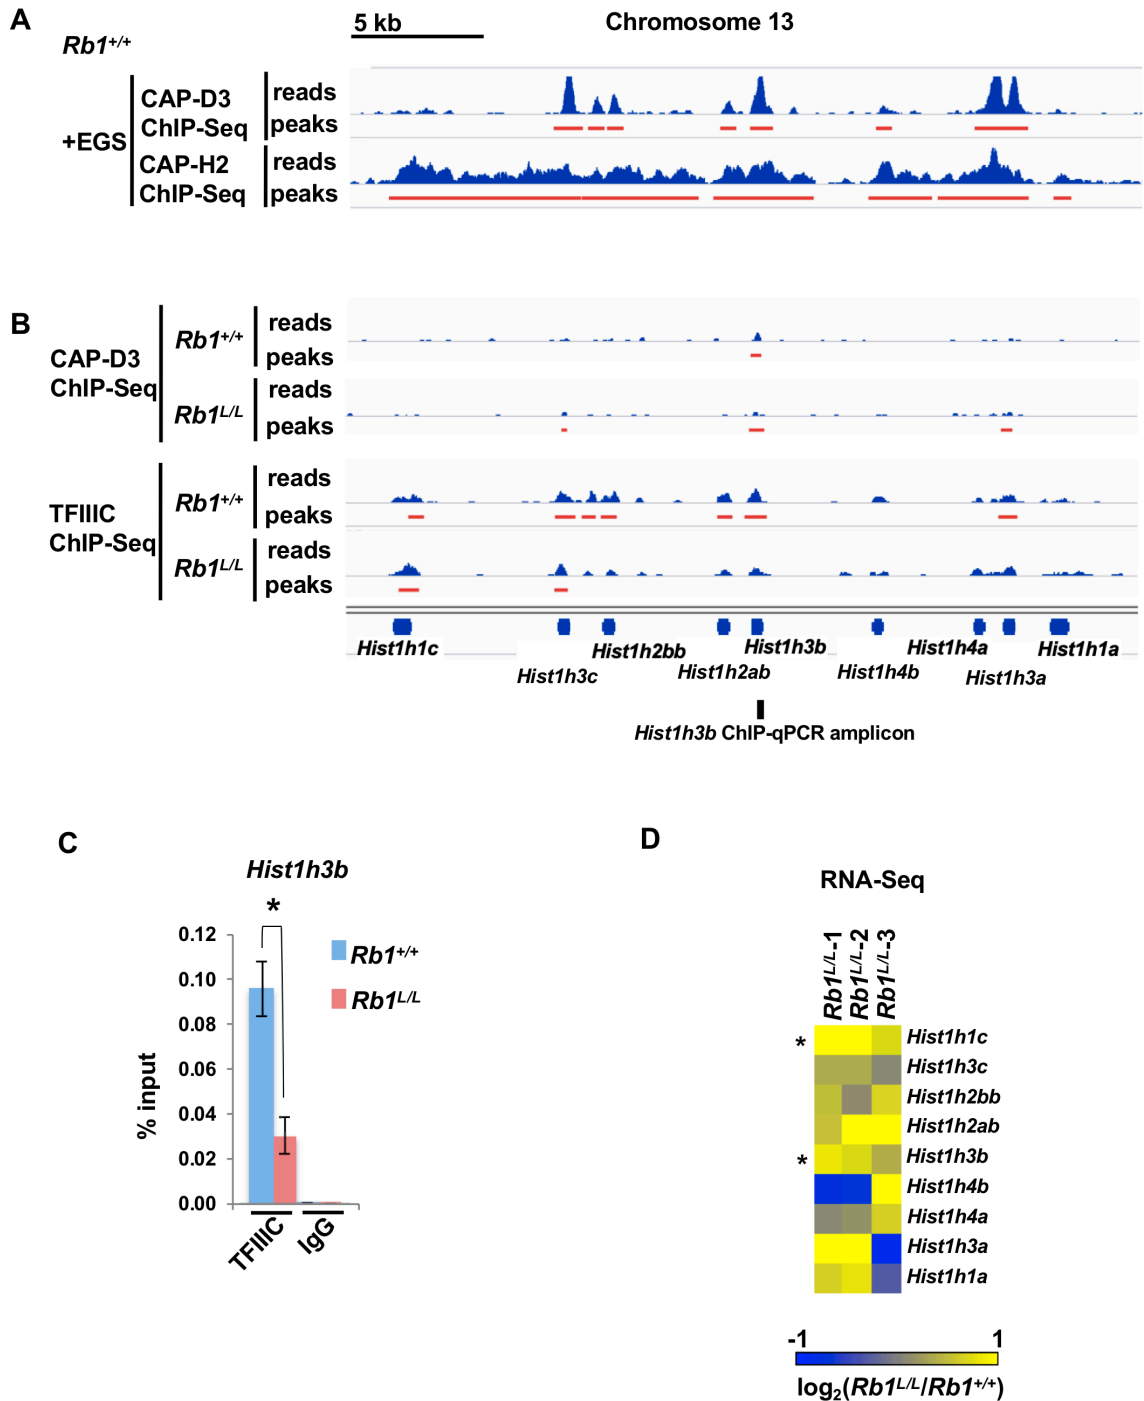 A
5 kb
Chromosome 13
Rb1+/+
+EGS
CAP-D3
ChIP-Seq
reads
peaks
CAP-H2
ChIP-Seq
reads
peaks
B
CAP-D3
ChIP-Seq
Rb1+/+
reads
peaks
Rb1L/L
reads
peaks
TFIIIC
ChIP-Seq
Rb1+/+
reads
peaks
Rb1L/L
reads
peaks
Hist1h1c
Hist1h3c
Hist1h2bb
Hist1h2ab
Hist1h3b
Hist1h4b
Hist1h4a
Hist1h3a
Hist1h1a
Hist1h3b ChIP-qPCR amplicon
C
Hist1h3b
*
% input
0.12
0.10
0.08
0.06
0.04
0.02
0.00
Rb1+/+
Rb1L/L
TFIIIC
IgG
D
RNA-Seq
Rb1L/L-1
Rb1L/L-2
Rb1L/L-3
* Hist1h1c
Hist1h3c
Hist1h2bb
Hist1h2ab
* Hist1h3b
Hist1h4b
Hist1h4a
Hist1h3a
Hist1h1a
-1 1
log2(Rb1L/L/Rb1+/+)